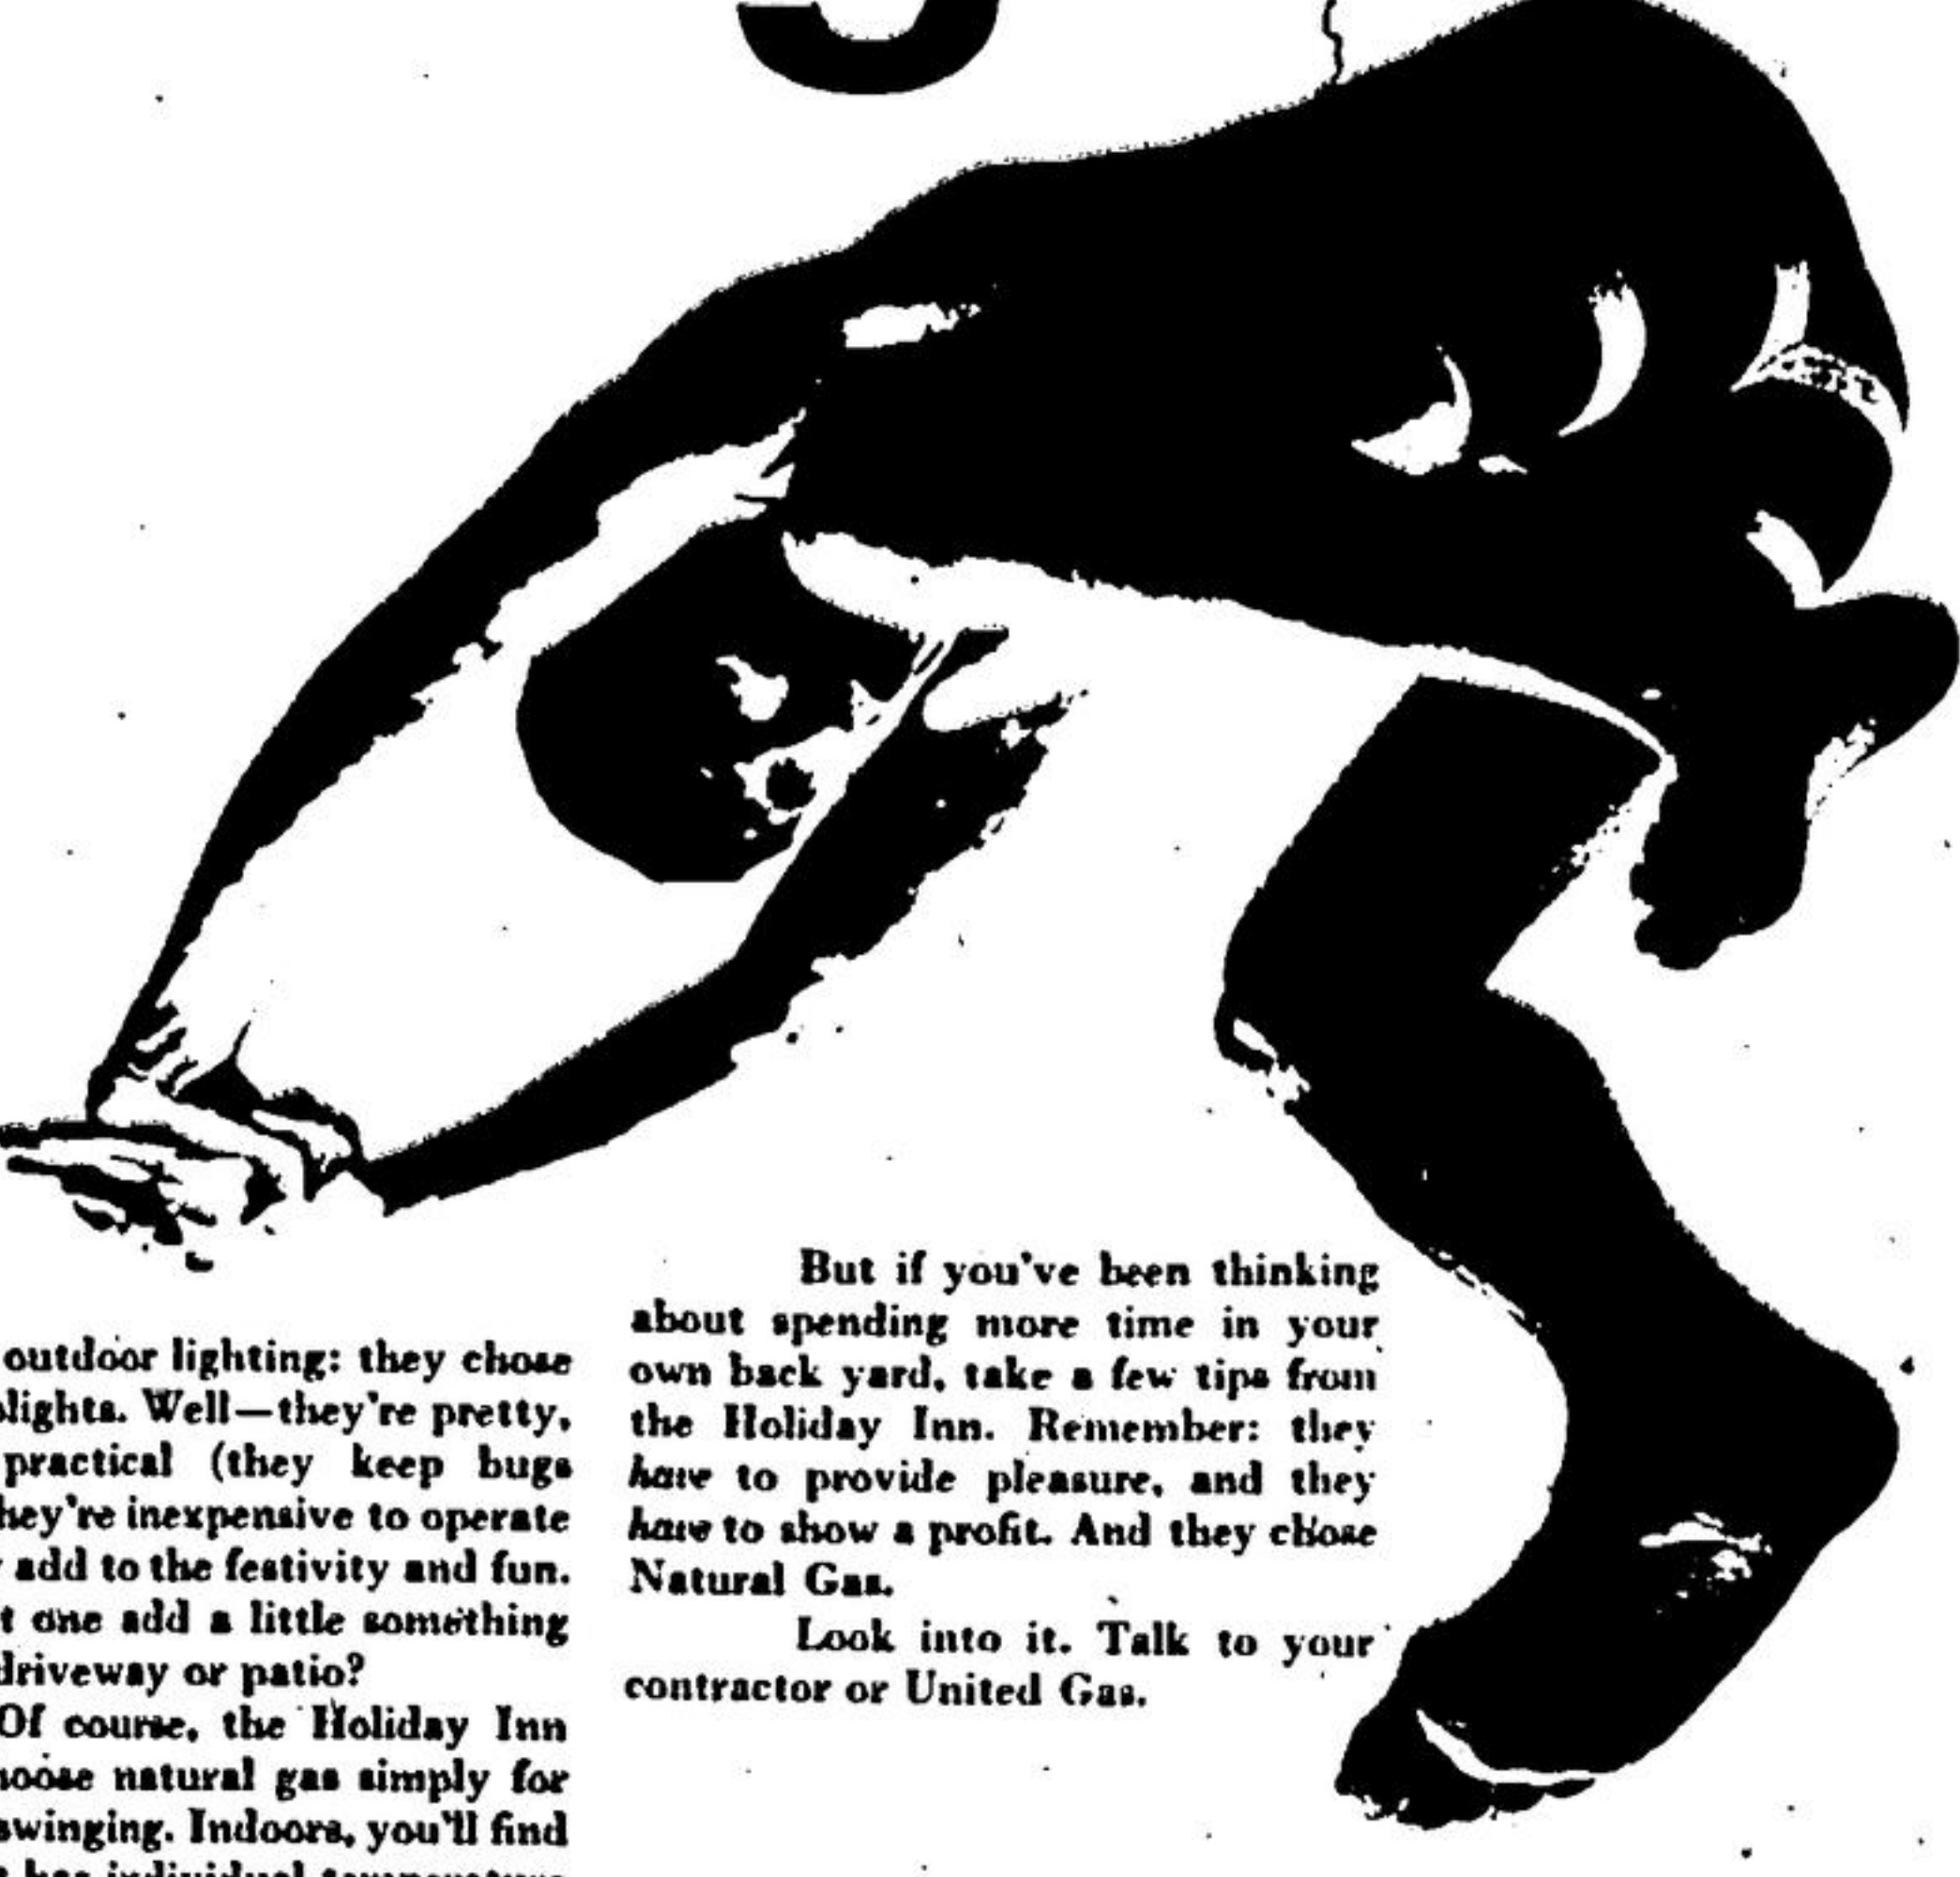 outdoor lighting: they chose
lights. Well—they're pretty,
practical (they keep bugs
hey're inexpensive to operate
add to the festivity and fun.
t one add a little something
driveway or patio?
Of course, the Holiday Inn
hoose natural gas simply for
swinging. Indoors, you'll find
has individual temperature
But if you've been thinking
about spending more time in your
own back yard, take a few tips from
the Holiday Inn. Remember: they
have to provide pleasure, and they
have to show a profit. And they chose
Natural Gas.
Look into it. Talk to your
contractor or United Gas.